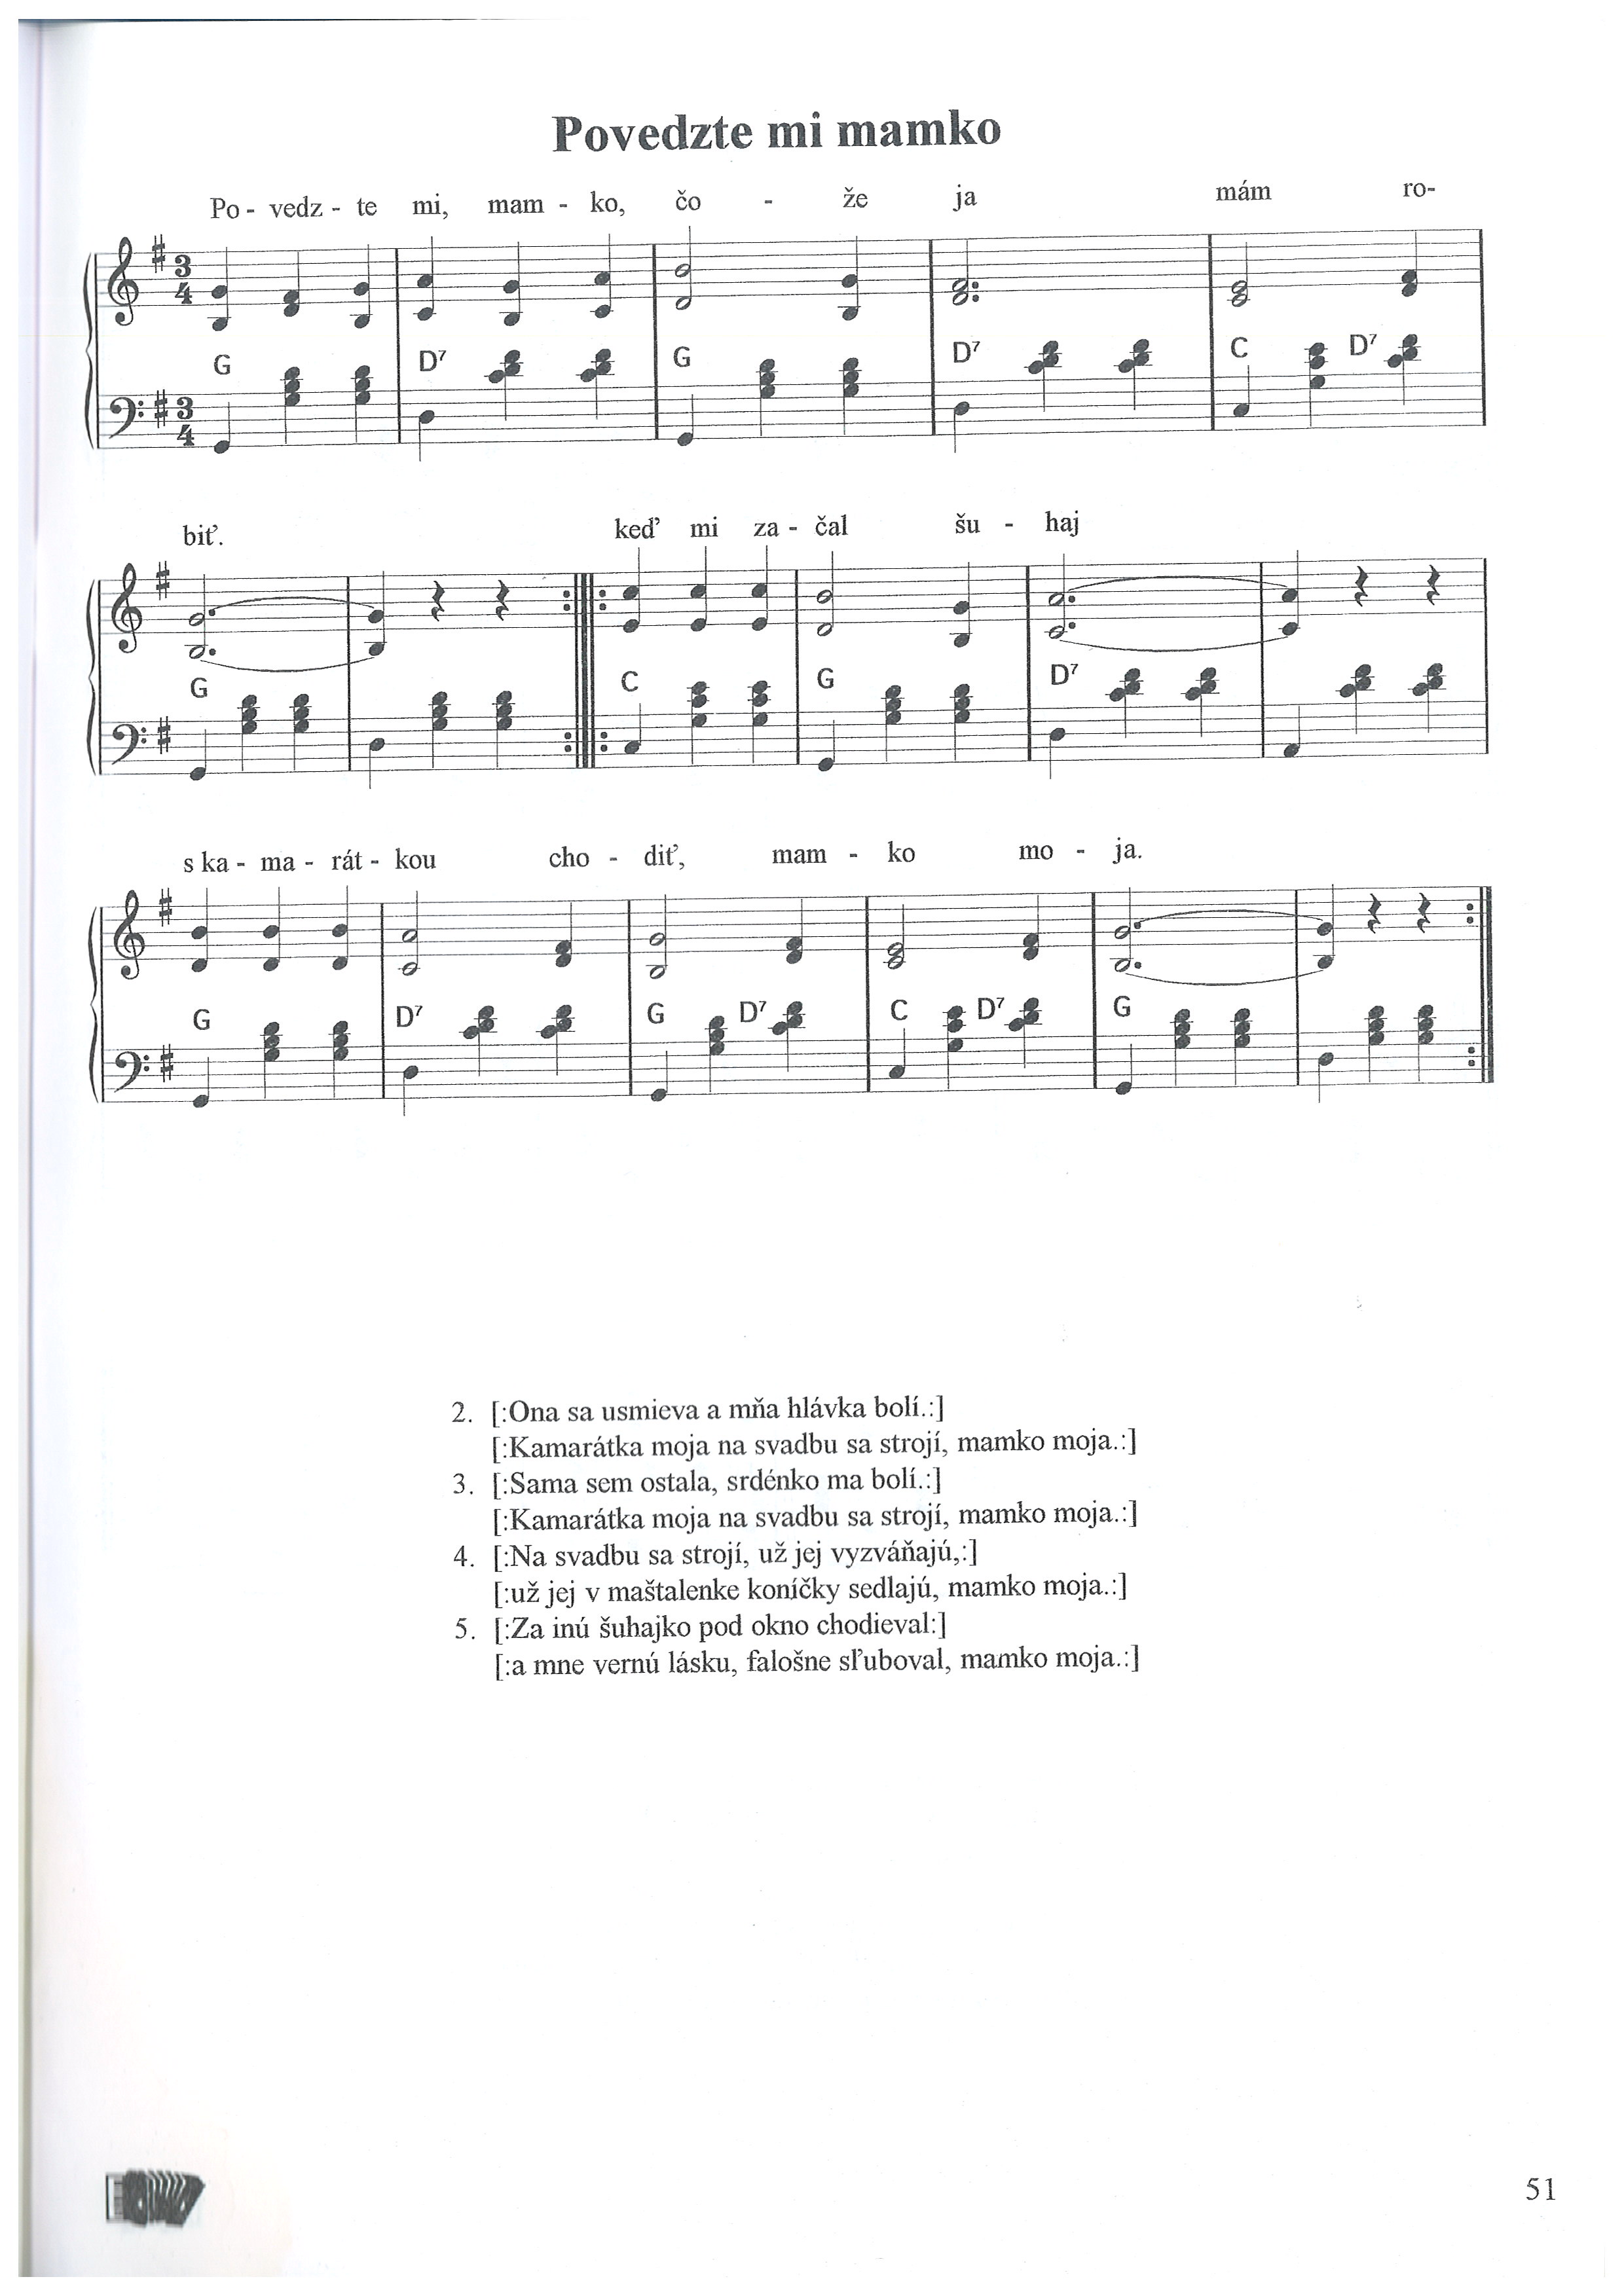 Povedzte mi mamko
Po - vedz - te mi, mam - ko, čo - že ja mám ro-
3 4 G D7 G D7 C D7
3 4
biť. keď mi za - čal šu - haj
G C G D7
s ka - ma - rát - kou cho - diť, mam - ko mo - ja.
G D7 G D7 C D7 G
2. [:Ona sa usmieva a mňa hlávka bolí.:]
[:Kamarátka moja na svadbu sa strojí, mamko moja.:]
3. [:Sama sem ostala, srdénko ma bolí.:]
[:Kamarátka moja na svadbu sa strojí, mamko moja.:]
4. [:Na svadbu sa strojí, už jej vyzváňajú,:]
[:už jej v maštalenke koníčky sedlajú, mamko moja.:]
5. [:Za inú šuhajko pod okno chodieval:]
[:a mne vernú lásku, falošne sľuboval, mamko moja.:]
51